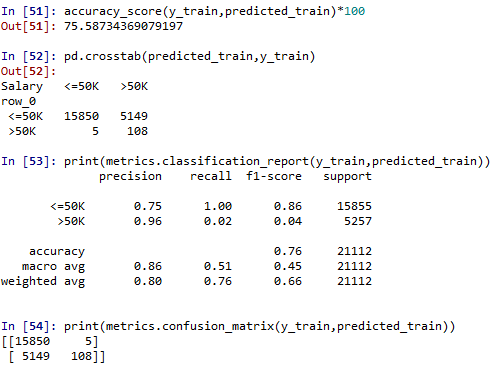 In [51]: accuracy_score(y_train,predicted_train)*100
Out[51]: 75.58734369079197
In [52]: pd.crosstab(predicted_train,y_train)
Out[52]:
Salary <=50K >50K
row_0
<=50K 15850 5149
>50K 5 108
In [53]: print(metrics.classification_report(y_train,predicted_train))
precision recall f1-score support
<=50K 0.75 1.00 0.86 15855
>50K 0.96 0.02 0.04 5257
accuracy 0.76 21112
macro avg 0.86 0.51 0.45 21112
weighted avg 0.80 0.76 0.66 21112
In [54]: print(metrics.confusion_matrix(y_train,predicted_train))
[[15850 5]
[ 5149 108]]